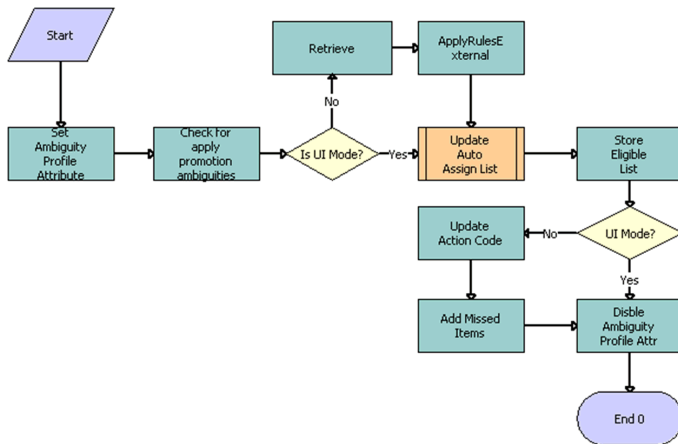 Start
Retrieve
ApplyRulesE
xternal
No
Set
Ambiguity
Profile
Attribute
Check for
apply
promotion
ambiguities
Is UI Mode?
Yes
Update
Auto
Assign List
Store
Eligible
List
Update
Action Code
No
UI Mode?
Yes
Add Missed
Items
Disble
Ambiguity
Profile Attr
End 0